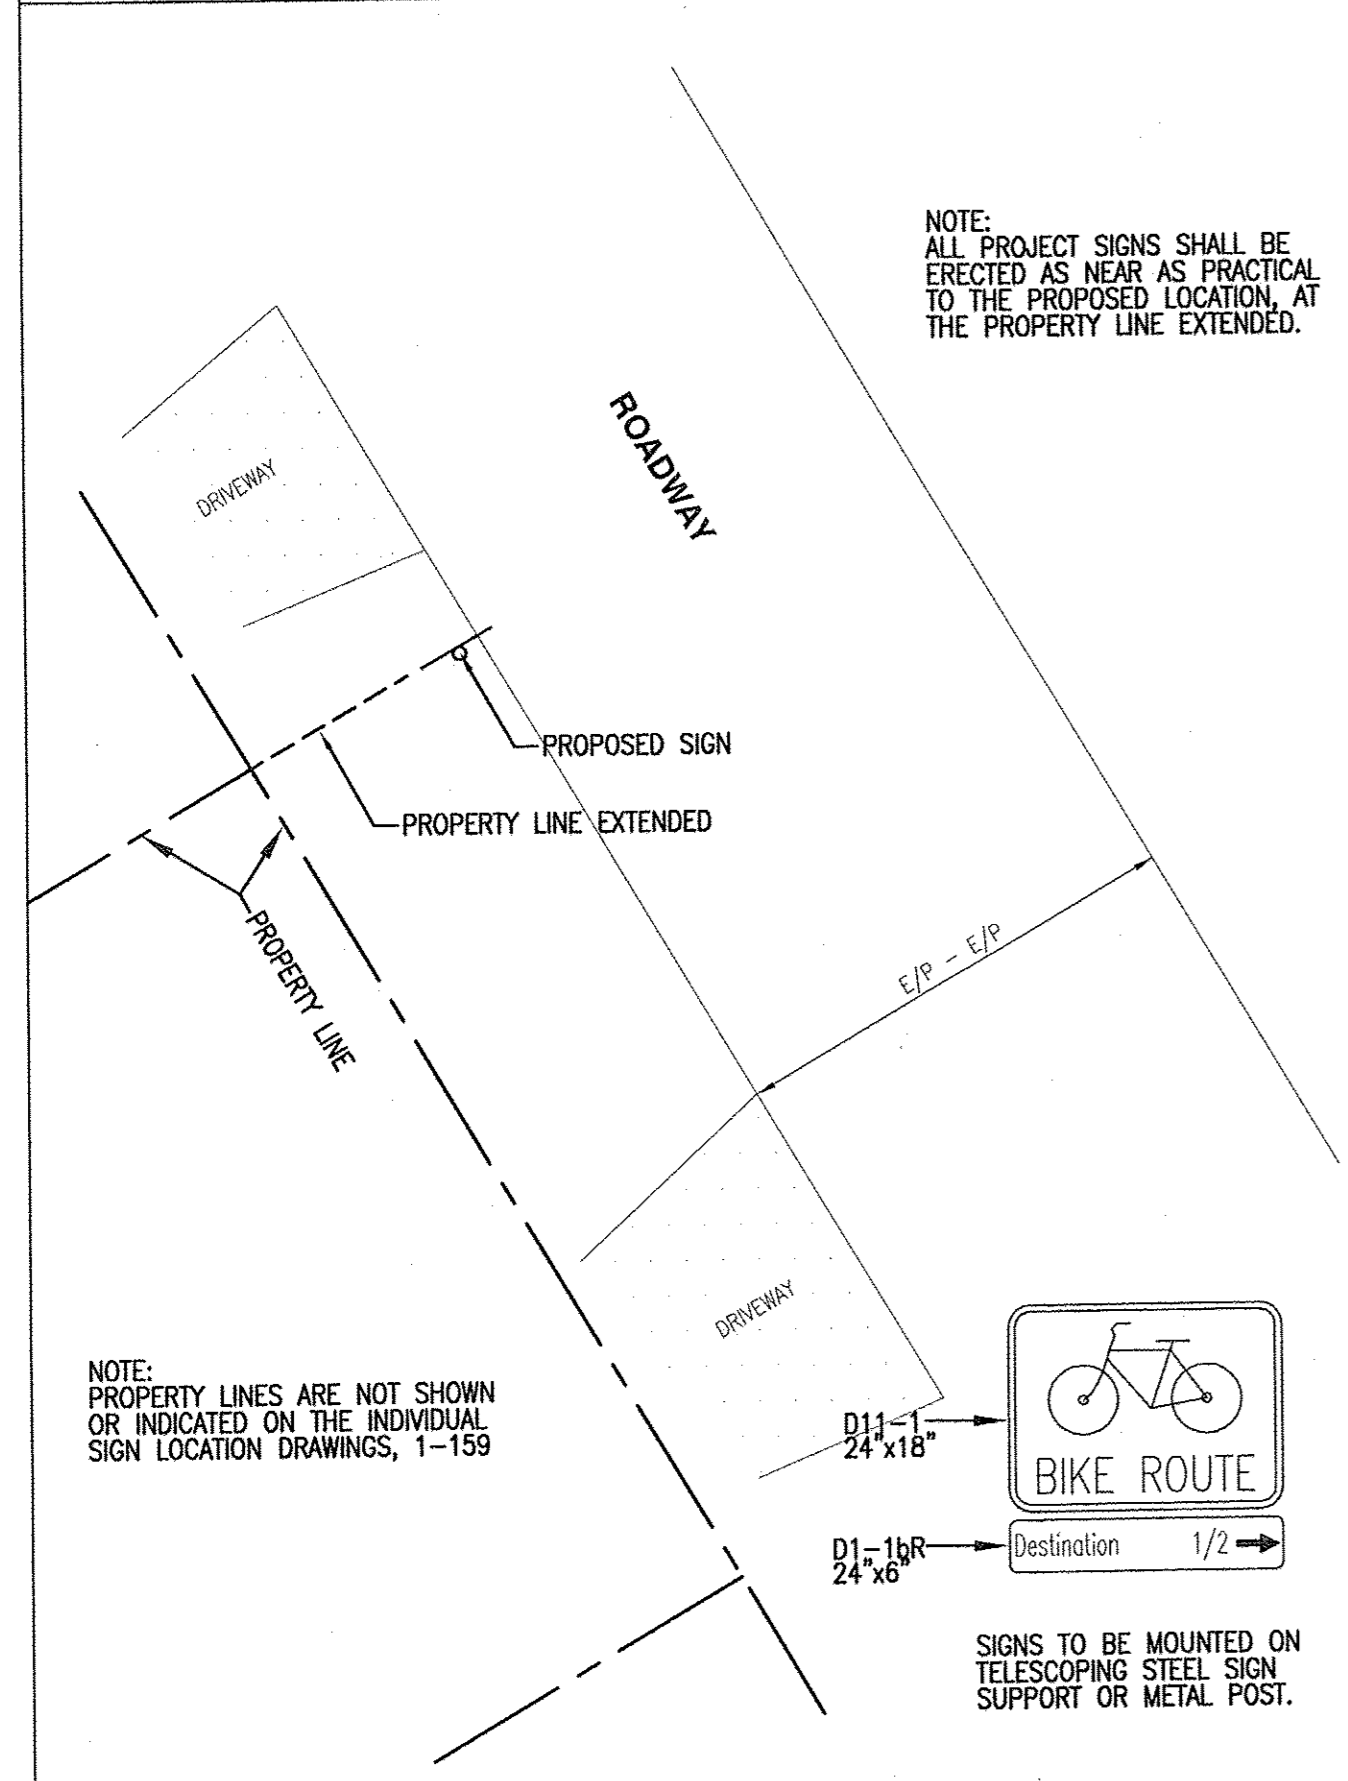 NOTE:
ALL PROJECT SIGNS SHALL BE
ERECTED AS NEAR AS PRACTICAL
TO THE PROPOSED LOCATION, AT
THE PROPERTY LINE EXTENDED.
ROADWAY
DRIVEWAY
PROPOSED SIGN
PROPERTY LINE EXTENDED
PROPERTY LINE
E/P - E/P
DRIVEWAY
NOTE:
PROPERTY LINES ARE NOT SHOWN
OR INDICATED ON THE INDIVIDUAL
SIGN LOCATION DRAWINGS, 1-159
D11-1
24"x18"
BIKE ROUTE
D1-1bR
24"x6"
Destination 1/2
SIGNS TO BE MOUNTED ON
TELESCOPING STEEL SIGN
SUPPORT OR METAL POST.